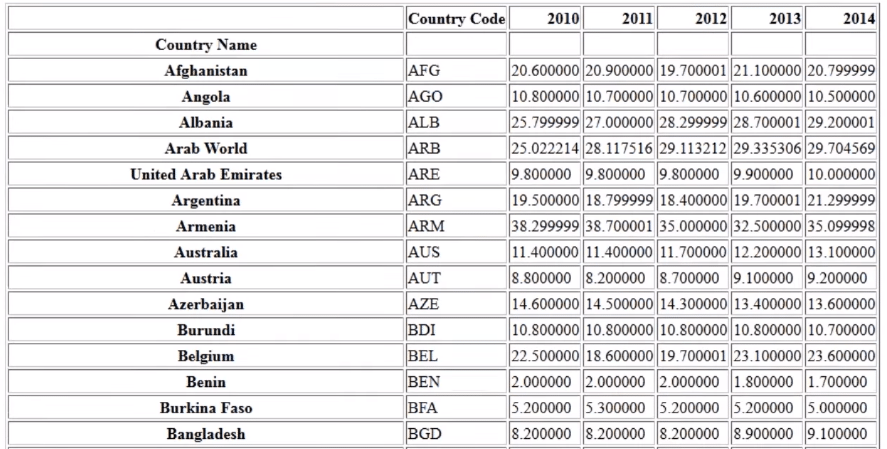 Country Code 2010 2011 2012 2013 2014
Country Name
Afghanistan AFG 20.600000 20.900000 19.700001 21.100000 20.799999
Angola AGO 10.800000 10.700000 10.700000 10.600000 10.500000
Albania ALB 25.799999 27.000000 28.299999 28.700001 29.200001
Arab World ARB 25.022214 28.117516 29.113212 29.335306 29.704569
United Arab Emirates ARE 9.800000 9.800000 9.800000 9.900000 10.000000
Argentina ARG 19.500000 18.799999 18.400000 19.700001 21.299999
Armenia ARM 38.299999 38.700001 35.000000 32.500000 35.099998
Australia AUS 11.400000 11.400000 11.700000 12.200000 13.100000
Austria AUT 8.800000 8.200000 8.700000 9.100000 9.200000
Azerbaijan AZE 14.600000 14.500000 14.300000 13.400000 13.600000
Burundi BDI 10.800000 10.800000 10.800000 10.800000 10.700000
Belgium BEL 22.500000 18.600000 19.700001 23.100000 23.600000
Benin BEN 2.000000 2.000000 2.000000 1.800000 1.700000
Burkina Faso BFA 5.200000 5.300000 5.200000 5.200000 5.000000
Bangladesh BGD 8.200000 8.200000 8.200000 8.900000 9.100000